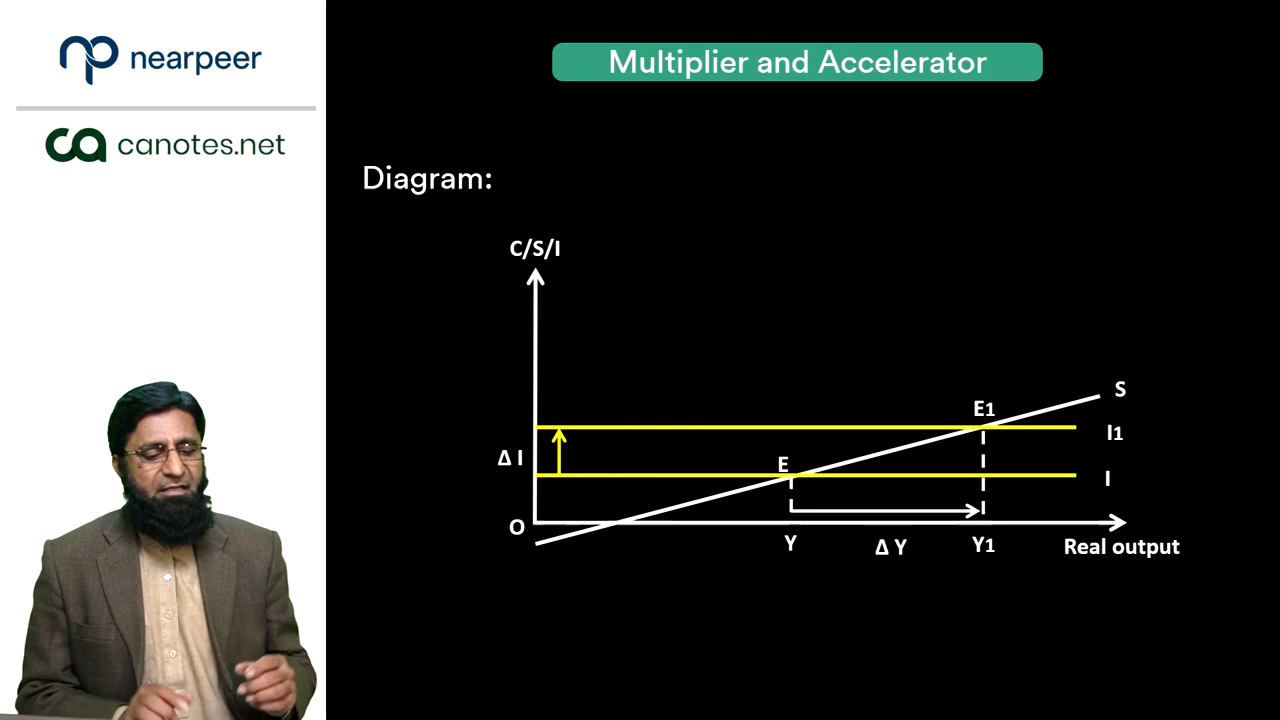 nearpeer
canotes.net
Multiplier and Accelerator
Diagram:
C/S/I
S
E1
I1
Δ I
E
I
O
Y
Δ Y
Y1
Real output